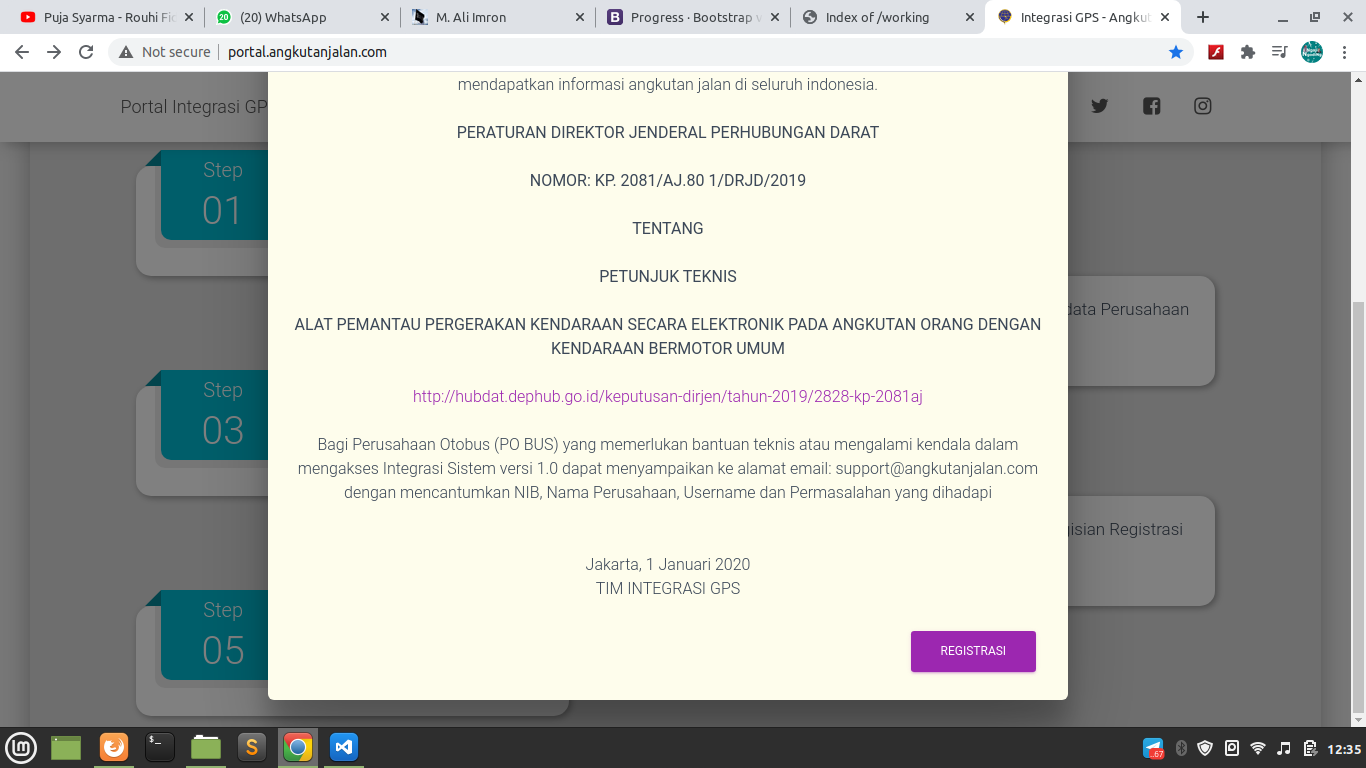 Puja Syarma - Rouhi Fid
(20) WhatsApp
M. Ali Imron
Progress · Bootstrap v
Index of /working
Integrasi GPS - Angkut
Not secure
portal.angkutanjalan.com
Portal Integrasi GP
mendapatkan informasi angkutan jalan di seluruh indonesia.
PERATURAN DIREKTOR JENDERAL PERHUBUNGAN DARAT
Step
01
NOMOR: KP. 2081/AJ.80 1/DRJD/2019
TENTANG
PETUNJUK TEKNIS
data Perusahaan
ALAT PEMANTAU PERGERAKAN KENDARAAN SECARA ELEKTRONIK PADA ANGKUTAN ORANG DENGAN
KENDARAAN BERMOTOR UMUM
Step
03
http://hubdat.dephub.go.id/keputusan-dirjen/tahun-2019/2828-kp-2081aj
Bagi Perusahaan Otobus (PO BUS) yang memerlukan bantuan teknis atau mengalami kendala dalam
mengakses Integrasi Sistem versi 1.0 dapat menyampaikan ke alamat email: support@angkutanjalan.com
dengan mencantumkan NIB, Nama Perusahaan, Username dan Permasalahan yang dihadapi
gisian Registrasi
Jakarta, 1 Januari 2020
TIM INTEGRASI GPS
Step
05
REGISTRASI
67
12:35